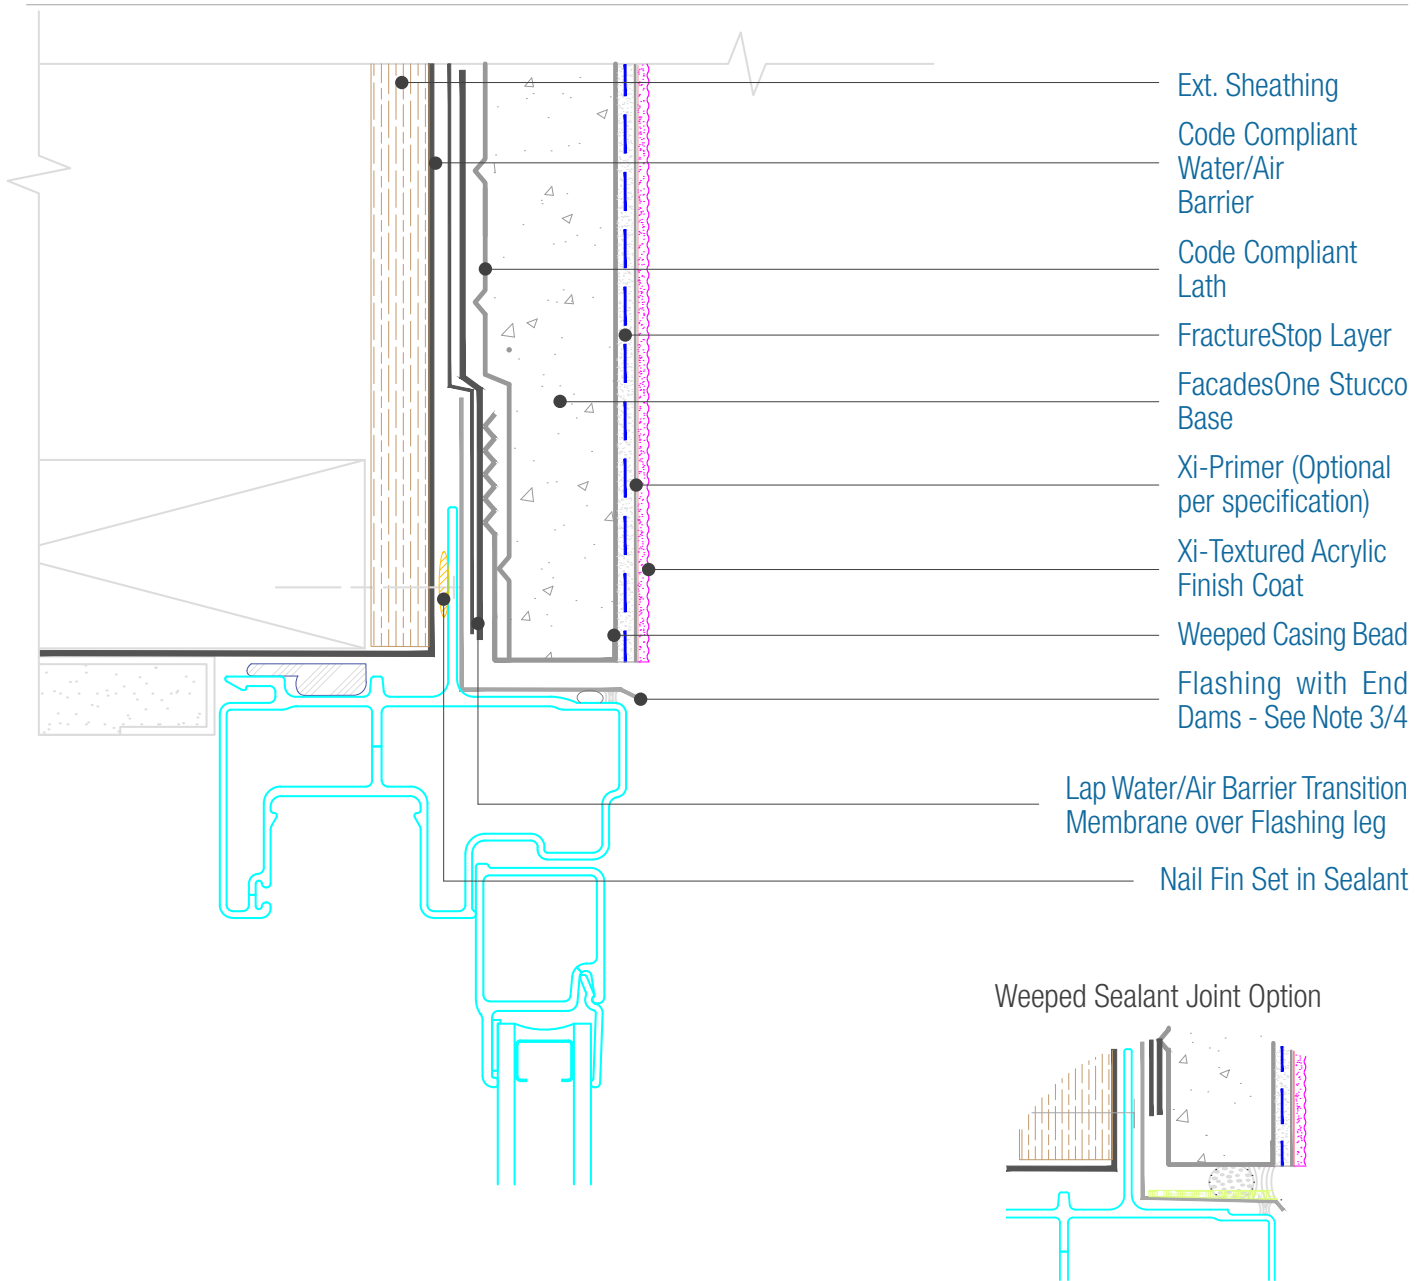 Ext. Sheathing
Code Compliant
Water/Air
Barrier
Code Compliant
Lath
FractureStop Layer
FacadesOne Stucco
Base
Xi-Primer (Optional
per specification)
Xi-Textured Acrylic
Finish Coat
Weeped Casing Bead
Flashing with End
Dams - See Note 3/4
Lap Water/Air Barrier Transition
Membrane over Flashing leg
Nail Fin Set in Sealant
Weeped Sealant Joint Option